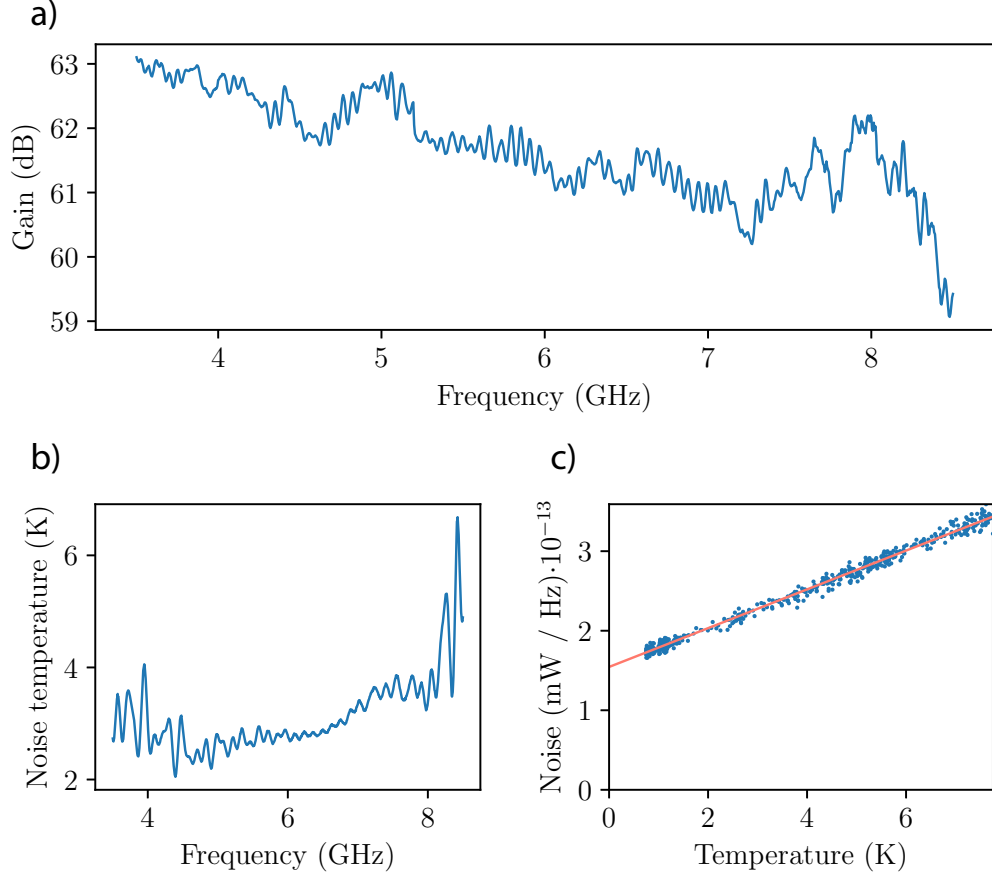 a)
63
62
61
60
59
Gain (dB)
4 5 6 7 8
Frequency (GHz)
b)
6
4
2
Noise temperature (K)
4 6 8
Frequency (GHz)
c)
3
2
1
0
Noise (mW / Hz)·10⁻¹³
0 2 4 6
Temperature (K)